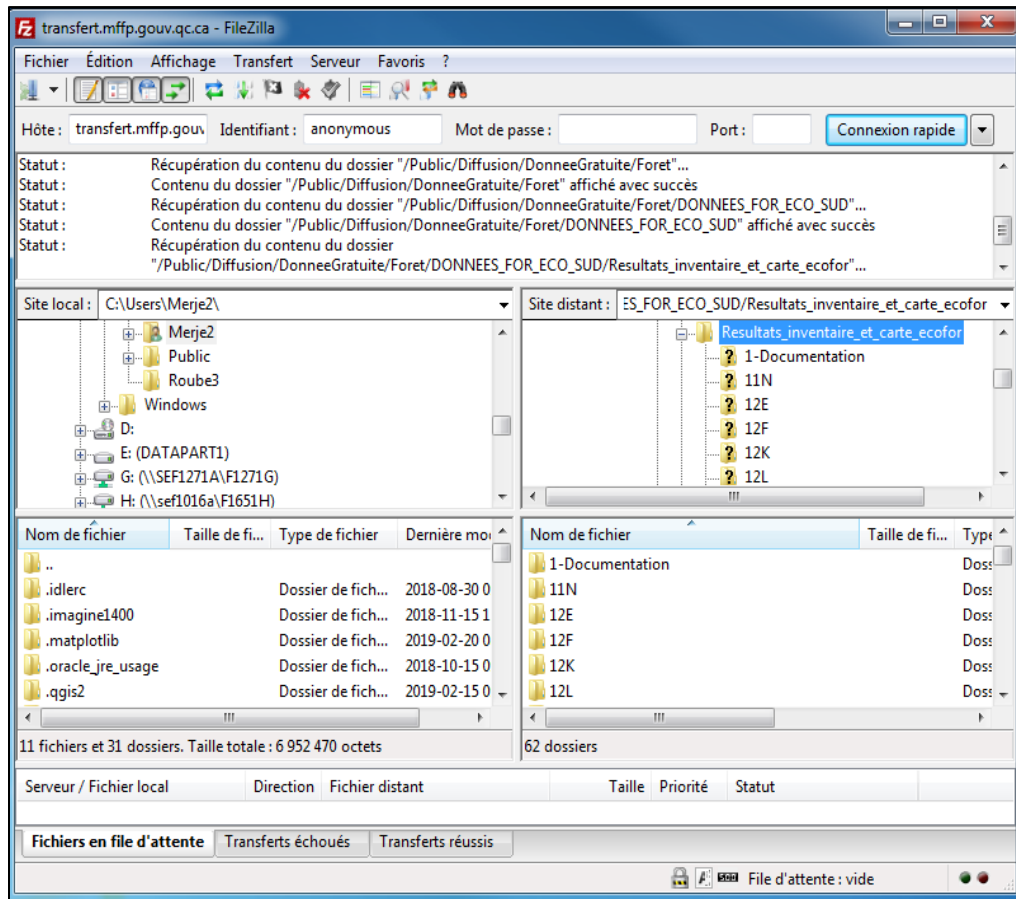 transfert.mffp.gouv.qc.ca - FileZilla
Fichier Édition Affichage Transfert Serveur Favoris ?
Hôte : transfert.mffp.gouv Identifiant : anonymous Mot de passe : Port : Connexion rapide
Statut : Récupération du contenu du dossier "/Public/Diffusion/DonneeGratuite/Foret"...
Statut : Contenu du dossier "/Public/Diffusion/DonneeGratuite/Foret" affiché avec succès
Statut : Récupération du contenu du dossier "/Public/Diffusion/DonneeGratuite/Foret/DONNEES_FOR_ECO_SUD"...
Statut : Contenu du dossier "/Public/Diffusion/DonneeGratuite/Foret/DONNEES_FOR_ECO_SUD" affiché avec succès
Statut : Récupération du contenu du dossier
"/Public/Diffusion/DonneeGratuite/Foret/DONNEES_FOR_ECO_SUD/Resultats_inventaire_et_carte_ecofor"...
Site local : C:\Users\Merje2\
Merje2
Public
Roube3
Windows
D:
E: (DATAPART1)
G: (\\SEF1271A\F1271G)
H: (\\sef1016a\F1651H)
Site distant : ES_FOR_ECO_SUD/Resultats_inventaire_et_carte_ecofor
Resultats_inventaire_et_carte_ecofor
1-Documentation
11N
12E
12F
12K
12L
Nom de fichier Taille de fi... Type de fichier Dernière mo
..
.idlerc Dossier de fich... 2018-08-30 0
.imagine1400 Dossier de fich... 2018-11-15 1
.matplotlib Dossier de fich... 2019-02-20 0
.oracle_jre_usage Dossier de fich... 2018-10-15 0
.qgis2 Dossier de fich... 2019-02-15 0
11 fichiers et 31 dossiers. Taille totale : 6 952 470 octets
Nom de fichier Taille de fi... Type
1-Documentation Doss
11N Doss
12E Doss
12F Doss
12K Doss
12L Doss
62 dossiers
Serveur / Fichier local Direction Fichier distant Taille Priorité Statut
Fichiers en file d'attente Transferts échoués Transferts réussis
File d'attente : vide